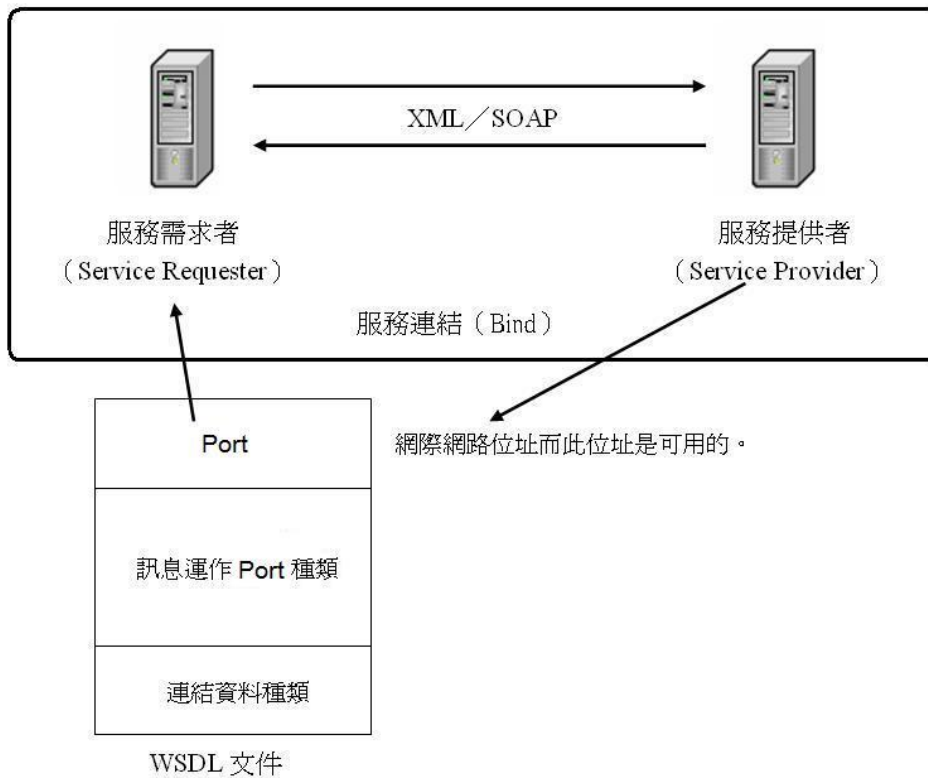 XML／SOAP
服務需求者
（Service Requester）
服務提供者
（Service Provider）
服務連結（Bind）
Port
網際網路位址而此位址是可用的。
訊息運作 Port 種類
連結資料種類
WSDL 文件